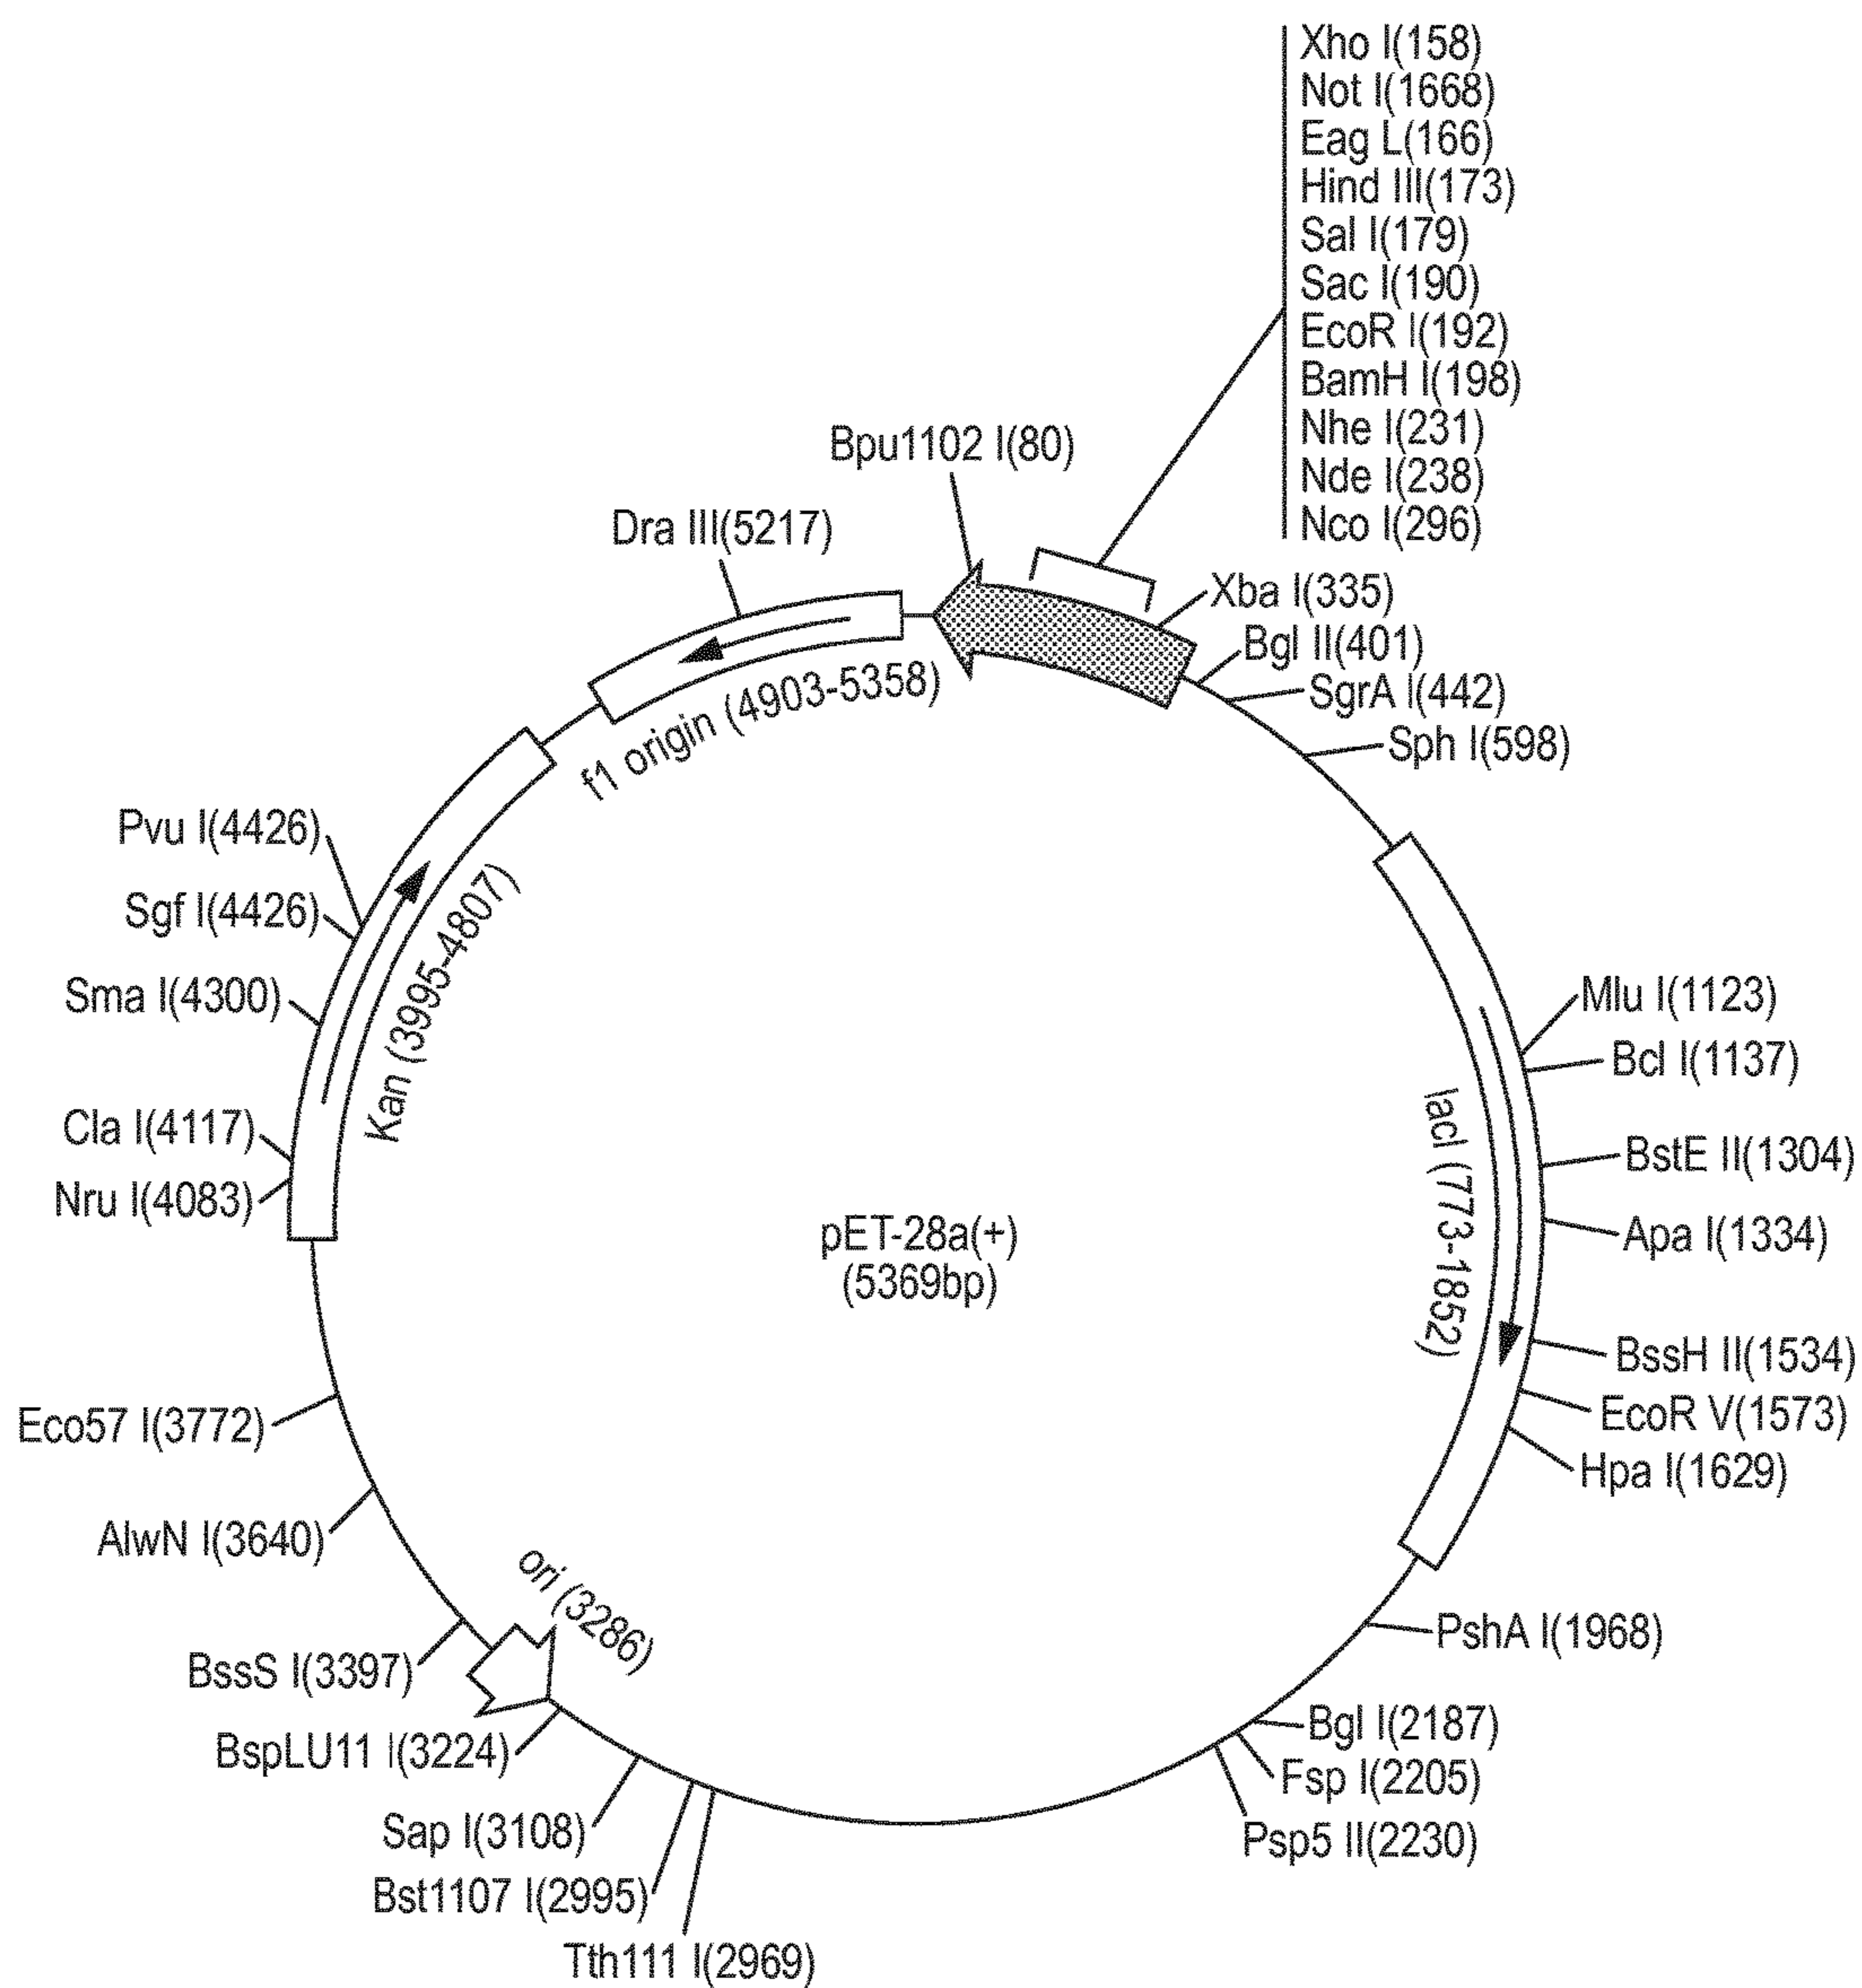 Xho I(158)
Not I(1668)
Eag L(166)
Hind III(173)
Sal I(179)
Sac I(190)
EcoR I(192)
BamH I(198)
Nhe I(231)
Nde I(238)
Nco I(296)
Bpu1102 I(80)
Dra III(5217)
Xba I(335)
Bgl II(401)
SgrA I(442)
Sph I(598)
f1 origin (4903-5358)
Pvu I(4426)
Sgf I(4426)
Sma I(4300)
Cla I(4117)
Nru I(4083)
Kan (3995-4807)
Mlu I(1123)
Bcl I(1137)
BstE II(1304)
Apa I(1334)
BssH II(1534)
EcoR V(1573)
Hpa I(1629)
lacI (773-1852)
pET-28a(+)
(5369bp)
Eco57 I(3772)
AlwN I(3640)
ori (3286)
BssS I(3397)
BspLU11 I(3224)
Sap I(3108)
Bst1107 I(2995)
Tth111 I(2969)
PshA I(1968)
Bgl I(2187)
Fsp I(2205)
Psp5 II(2230)